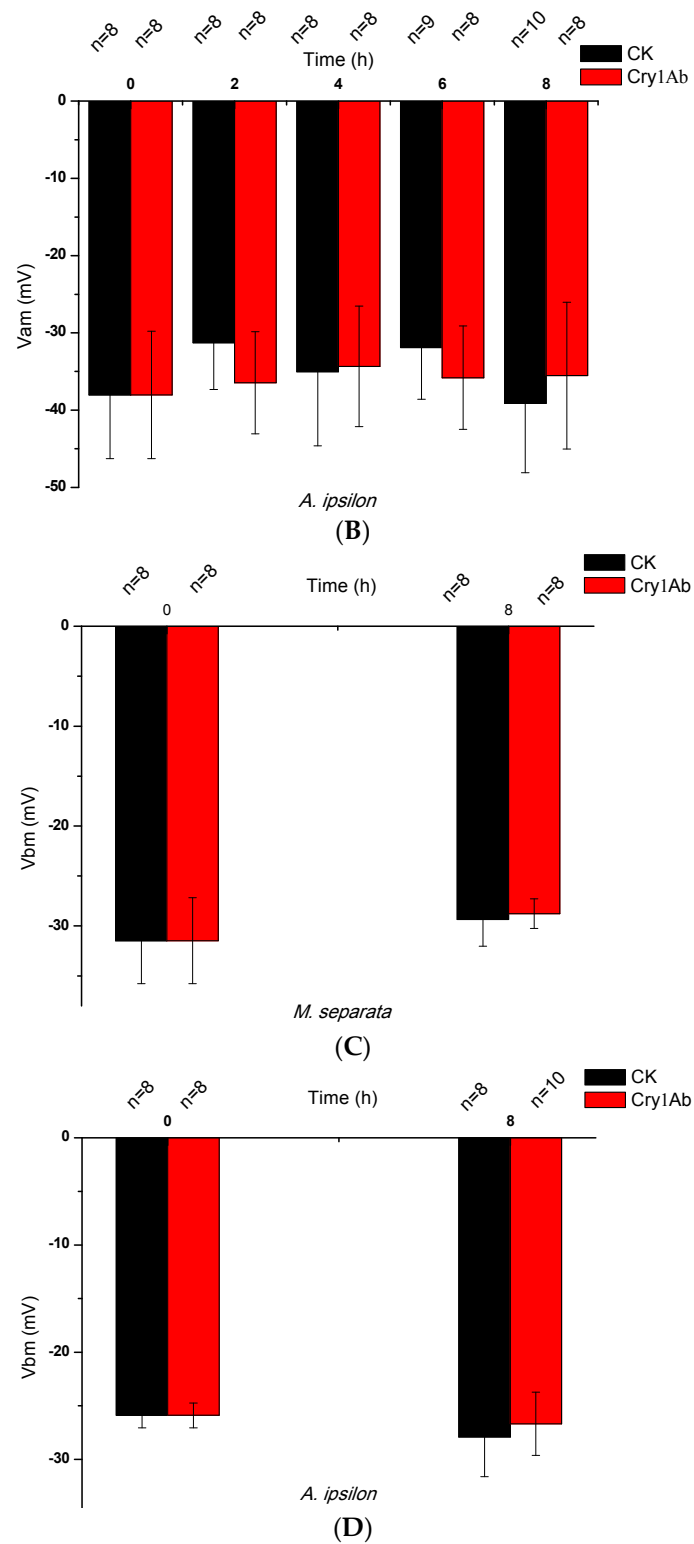 n=8 n=8 n=8 n=8 n=8 n=8 n=9 n=8 n=10 n=8
Time (h)
CK
Cry1Ab
0 2 4 6 8
0
-10
-20
-30
-40
-50
Vam (mV)
A. ipsilon
(B)
n=8 n=8 n=8 n=8
Time (h)
CK
Cry1Ab
0 8
0
-10
-20
-30
Vbm (mV)
M. separata
(C)
n=8 n=8 n=8 n=10
Time (h)
CK
Cry1Ab
0 8
0
-10
-20
-30
Vbm (mV)
A. ipsilon
(D)